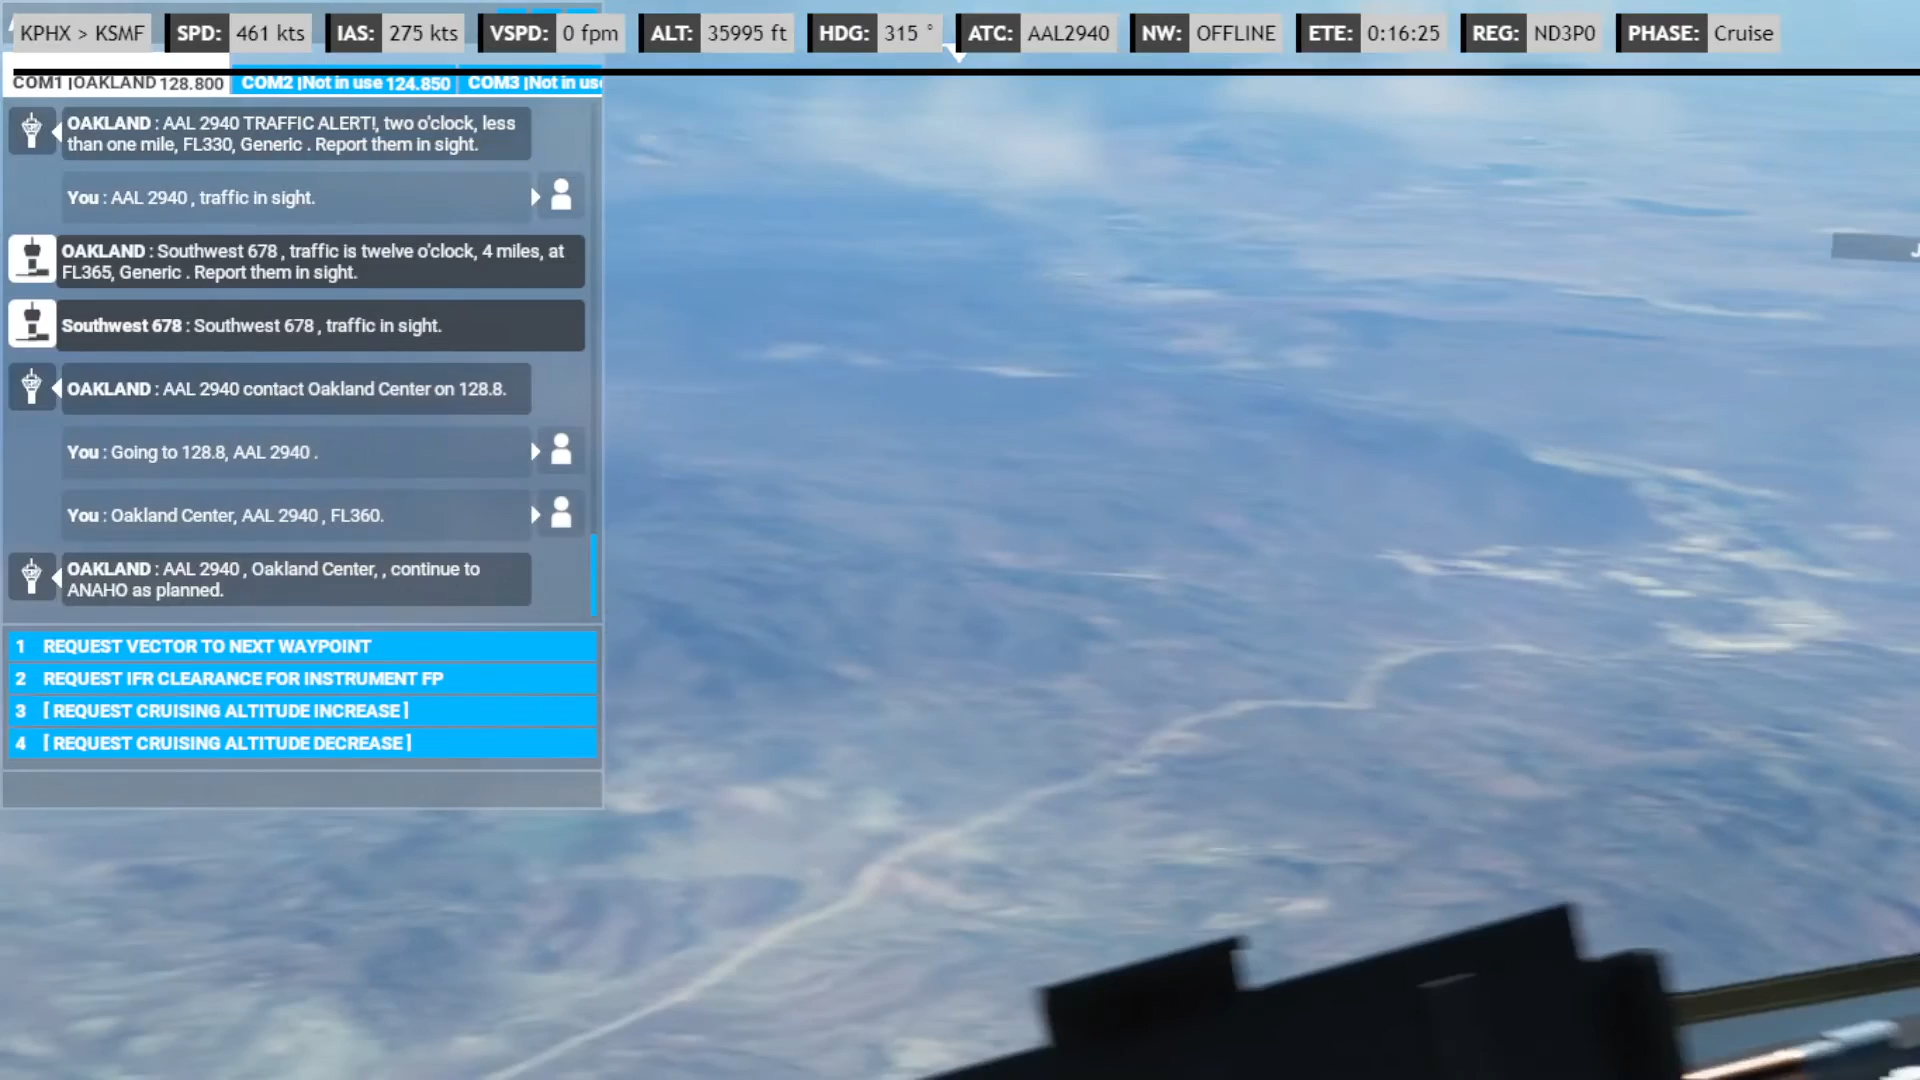 KPHX > KSMF SPD: 461 kts IAS: 275 kts VSPD: 0 fpm ALT: 35995 ft HDG: 315 ° ATC: AAL2940 NW: OFFLINE ETE: 0:16:25 REG: ND3P0 PHASE: Cruise
COM1 |OAKLAND 128.800 COM2 |Not in use 124.850 COM3 |Not in use
OAKLAND : AAL 2940 TRAFFIC ALERT!, two o'clock, less
than one mile, FL330, Generic . Report them in sight.
You : AAL 2940 , traffic in sight.
OAKLAND : Southwest 678 , traffic is twelve o'clock, 4 miles, at
FL365, Generic . Report them in sight.
Southwest 678 : Southwest 678 , traffic in sight.
OAKLAND : AAL 2940 contact Oakland Center on 128.8.
You : Going to 128.8, AAL 2940 .
You : Oakland Center, AAL 2940 , FL360.
OAKLAND : AAL 2940 , Oakland Center, , continue to
ANAHO as planned.
1 REQUEST VECTOR TO NEXT WAYPOINT
2 REQUEST IFR CLEARANCE FOR INSTRUMENT FP
3 [ REQUEST CRUISING ALTITUDE INCREASE ]
4 [ REQUEST CRUISING ALTITUDE DECREASE ]